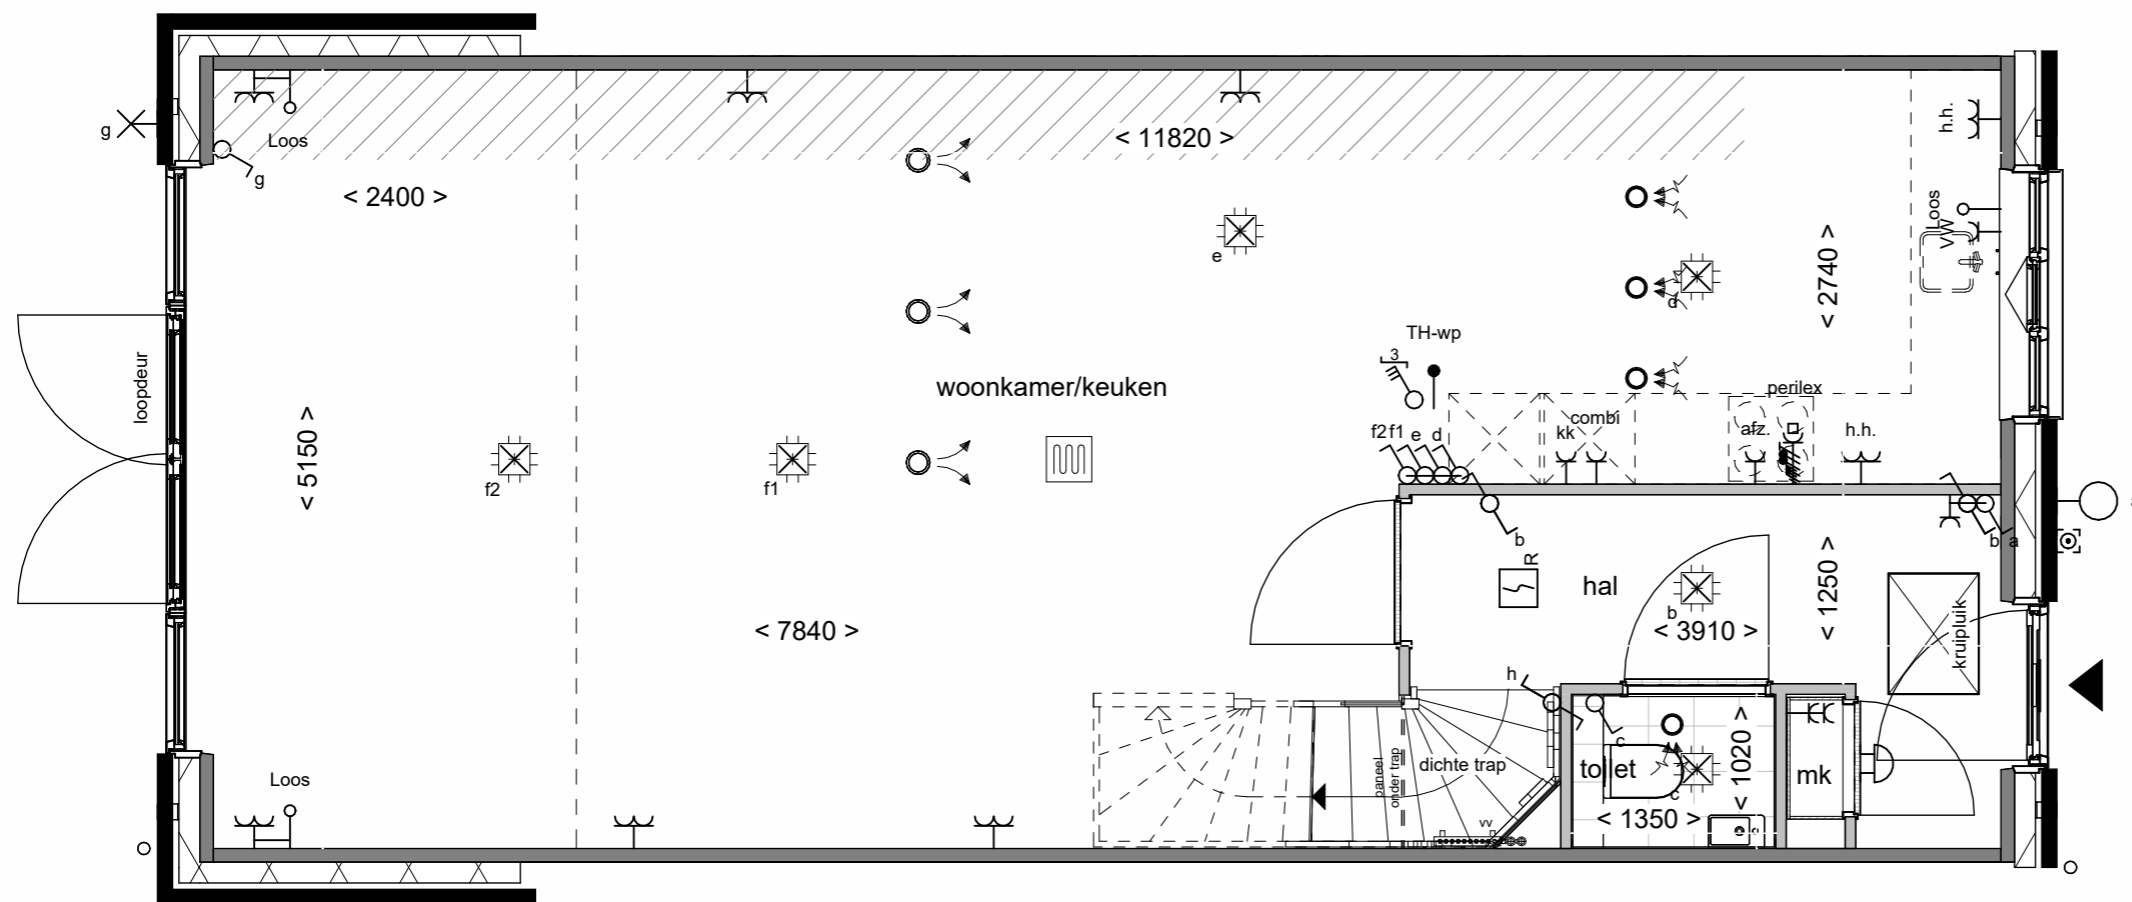 g
Loos
g
< 2400 >
< 11820 >
h.h.
Loos
VW
e
d
< 2740 >
TH-wp
3
loopdeur
woonkamer/keuken
perilex
combi
kk
afz.
h.h.
f2 f1 e d
< 5150 >
f2
f1
b
b a
R
hal
b
< 1250 >
kruipluik
< 7840 >
< 3910 >
h
c
Loos
paneel
onder trap
dichte trap
toilet
< 1020 >
mk
c
< 1350 >
vv